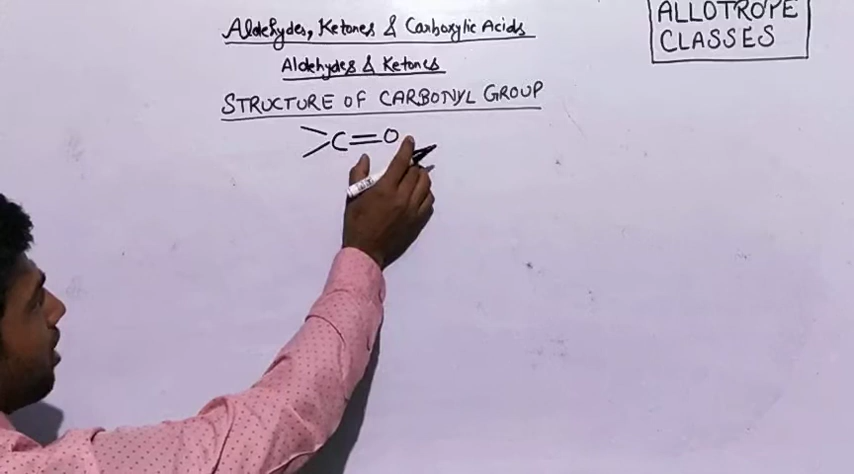 Aldehydes, Ketones & Carboxylic Acids
Aldehydes & Ketones
STRUCTURE OF CARBONYL GROUP
>C=O
ALLOTROPE
CLASSES